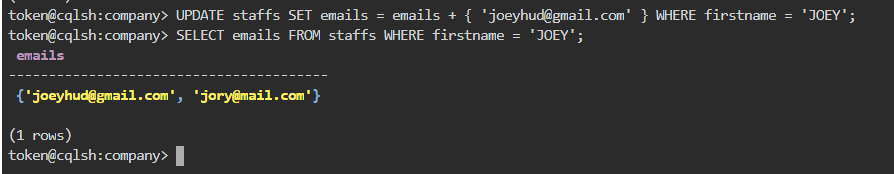 token@cqlsh:company> UPDATE staffs SET emails = emails + { 'joeyhud@gmail.com' } WHERE firstname = 'JOEY';
token@cqlsh:company> SELECT emails FROM staffs WHERE firstname = 'JOEY';
emails
----------------------------------------
{'joeyhud@gmail.com', 'jory@mail.com'}
(1 rows)
token@cqlsh:company>